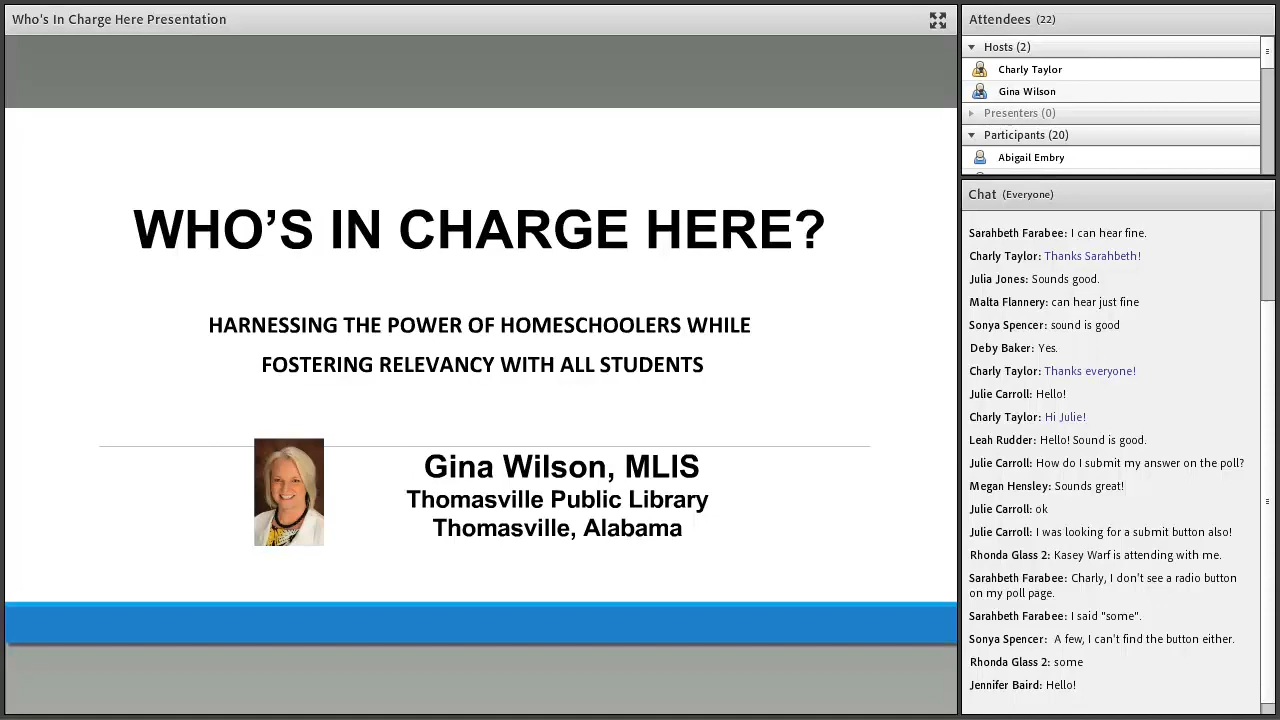 Who's In Charge Here Presentation
WHO’S IN CHARGE HERE?
HARNESSING THE POWER OF HOMESCHOOLERS WHILE
FOSTERING RELEVANCY WITH ALL STUDENTS
Gina Wilson, MLIS
Thomasville Public Library
Thomasville, Alabama
Attendees (22)
Hosts (2)
Charly Taylor
Gina Wilson
Presenters (0)
Participants (20)
Abigail Embry
Chat (Everyone)
Sarahbeth Farabee: I can hear fine.
Charly Taylor: Thanks Sarahbeth!
Julia Jones: Sounds good.
Malta Flannery: can hear just fine
Sonya Spencer: sound is good
Deby Baker: Yes.
Charly Taylor: Thanks everyone!
Julie Carroll: Hello!
Charly Taylor: Hi Julie!
Leah Rudder: Hello! Sound is good.
Julie Carroll: How do I submit my answer on the poll?
Megan Hensley: Sounds great!
Julie Carroll: ok
Julie Carroll: I was looking for a submit button also!
Rhonda Glass 2: Kasey Warf is attending with me.
Sarahbeth Farabee: Charly, I don't see a radio button
on my poll page.
Sarahbeth Farabee: I said "some".
Sonya Spencer: A few, I can't find the button either.
Rhonda Glass 2: some
Jennifer Baird: Hello!